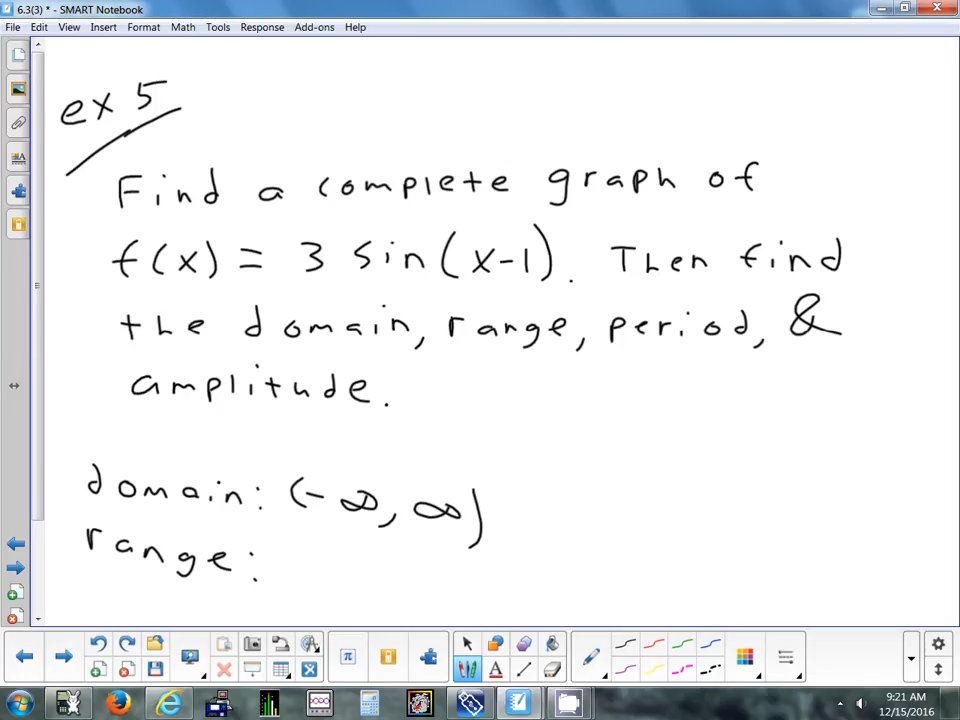 6.3(3) * - SMART Notebook
File Edit View Insert Format Math Tools Response Add-ons Help
ex 5
Find a complete graph of
f(x) = 3 sin(x-1). Then find
the domain, range, period, &
amplitude.
domain: (-∞, ∞)
range:
9:21 AM
12/15/2016